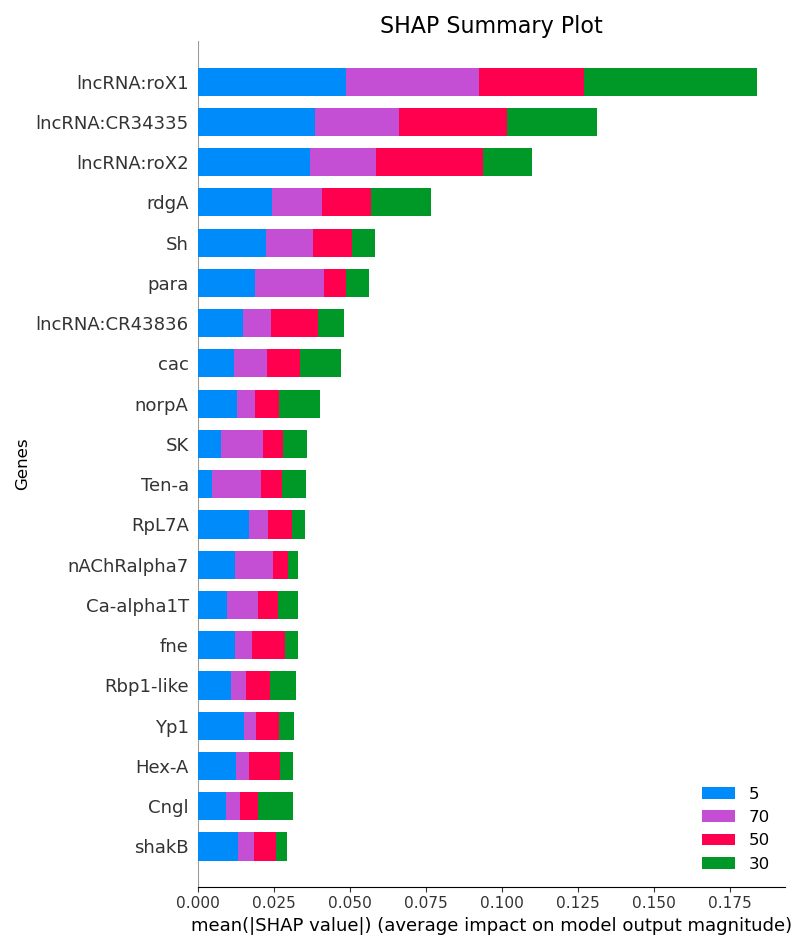 SHAP Summary Plot
lncRNA:roX1
lncRNA:CR34335
lncRNA:roX2
rdgA
Sh
para
lncRNA:CR43836
cac
norpA
SK
Ten-a
RpL7A
nAChRalpha7
Ca-alpha1T
fne
Rbp1-like
Yp1
Hex-A
Cngl
shakB
Genes
5
70
50
30
0.000 0.025 0.050 0.075 0.100 0.125 0.150 0.175
mean(|SHAP value|) (average impact on model output magnitude)